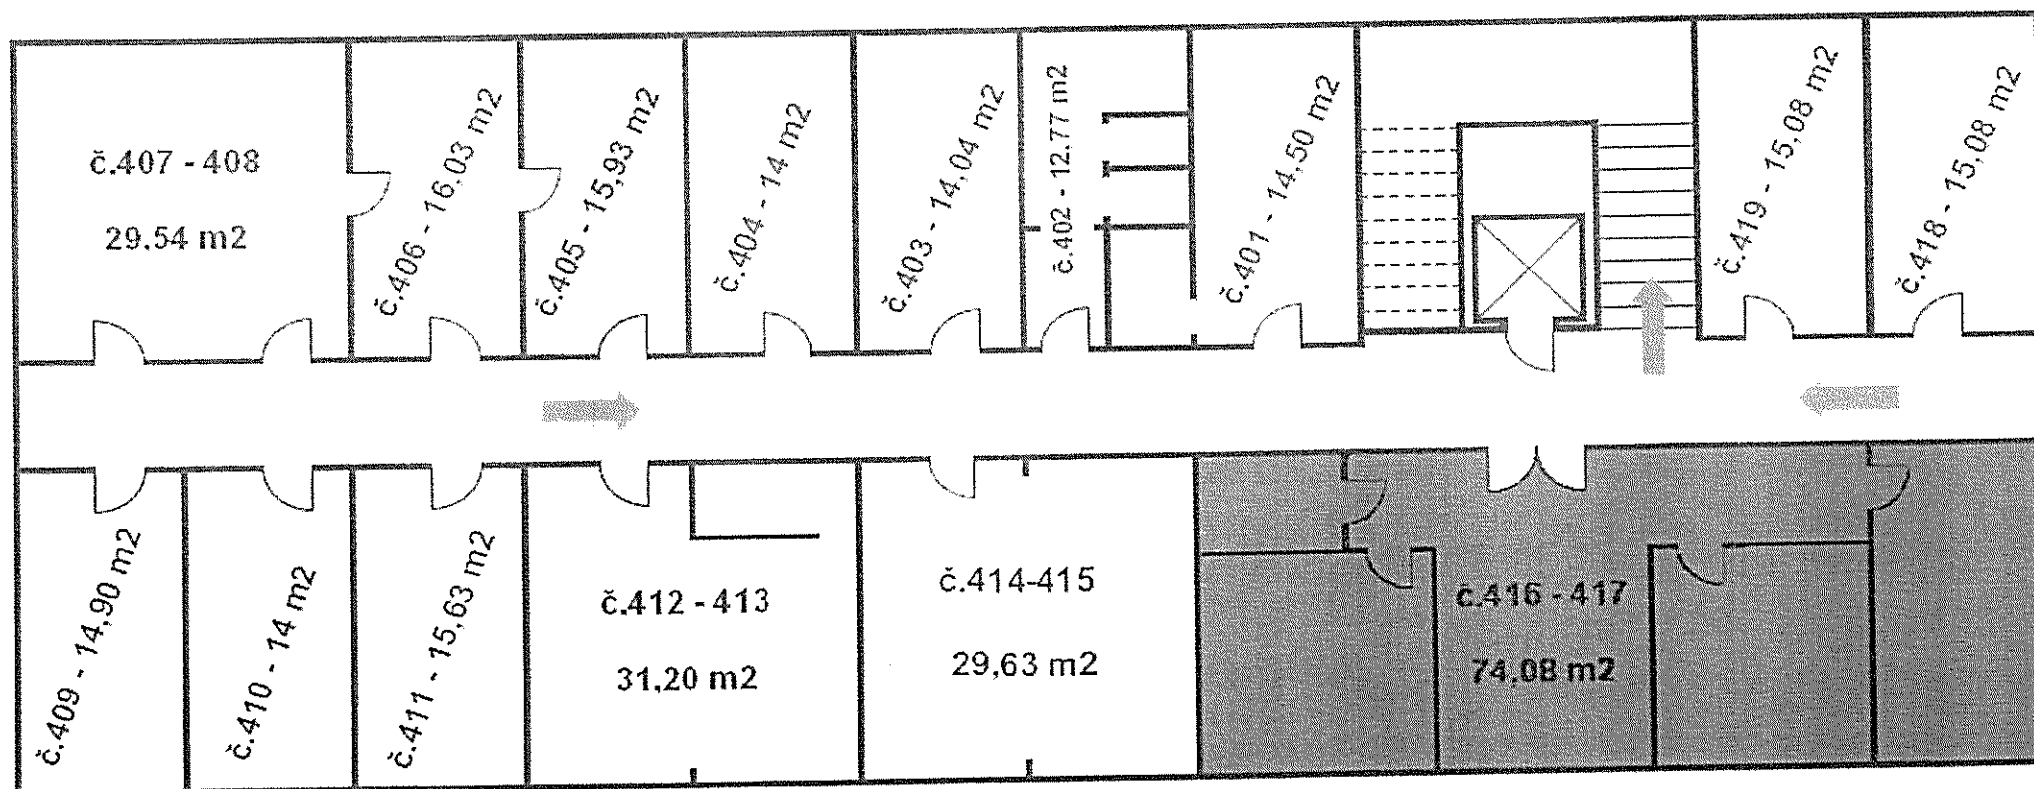 č.407 - 408
29.54 m2
č.406 - 16,03 m2
č.405 - 15,93 m2
č.404 - 14 m2
č.403 - 14,04 m2
č.402 - 12.77 m2
č.401 - 14,50 m2
č.419 - 15,08 m2
č.418 - 15,08 m2
č.409 - 14,90 m2
č.410 - 14 m2
č.411 - 15,63 m2
č.412 - 413
31,20 m2
č.414-415
29,63 m2
č.416 - 417
74,08 m2